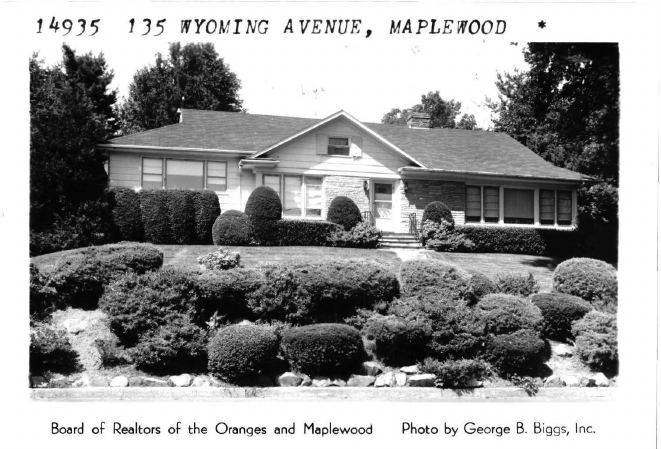 14935 135 WYOMING AVENUE, MAPLEWOOD *
Board of Realtors of the Oranges and Maplewood Photo by George B. Biggs, Inc.